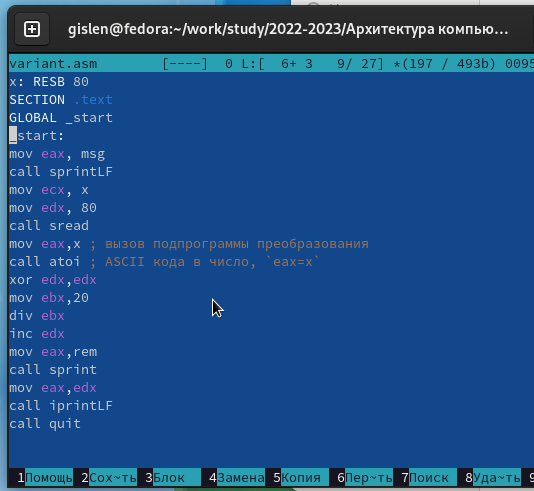 gislen@fedora:~/work/study/2022-2023/Архитектура компью...
variant.asm [----] 0 L:[ 6+ 3 9/ 27] *(197 / 493b) 0095
x: RESB 80
SECTION .text
GLOBAL _start
_start:
mov eax, msg
call sprintLF
mov ecx, x
mov edx, 80
call sread
mov eax,x ; вызов подпрограммы преобразования
call atoi ; ASCII кода в число, `eax=x`
xor edx,edx
mov ebx,20
div ebx
inc edx
mov eax,rem
call sprint
mov eax,edx
call iprintLF
call quit
1Помощь 2Сох~ть 3Блок 4Замена 5Копия 6Пер~ть 7Поиск 8Уда~ть 9